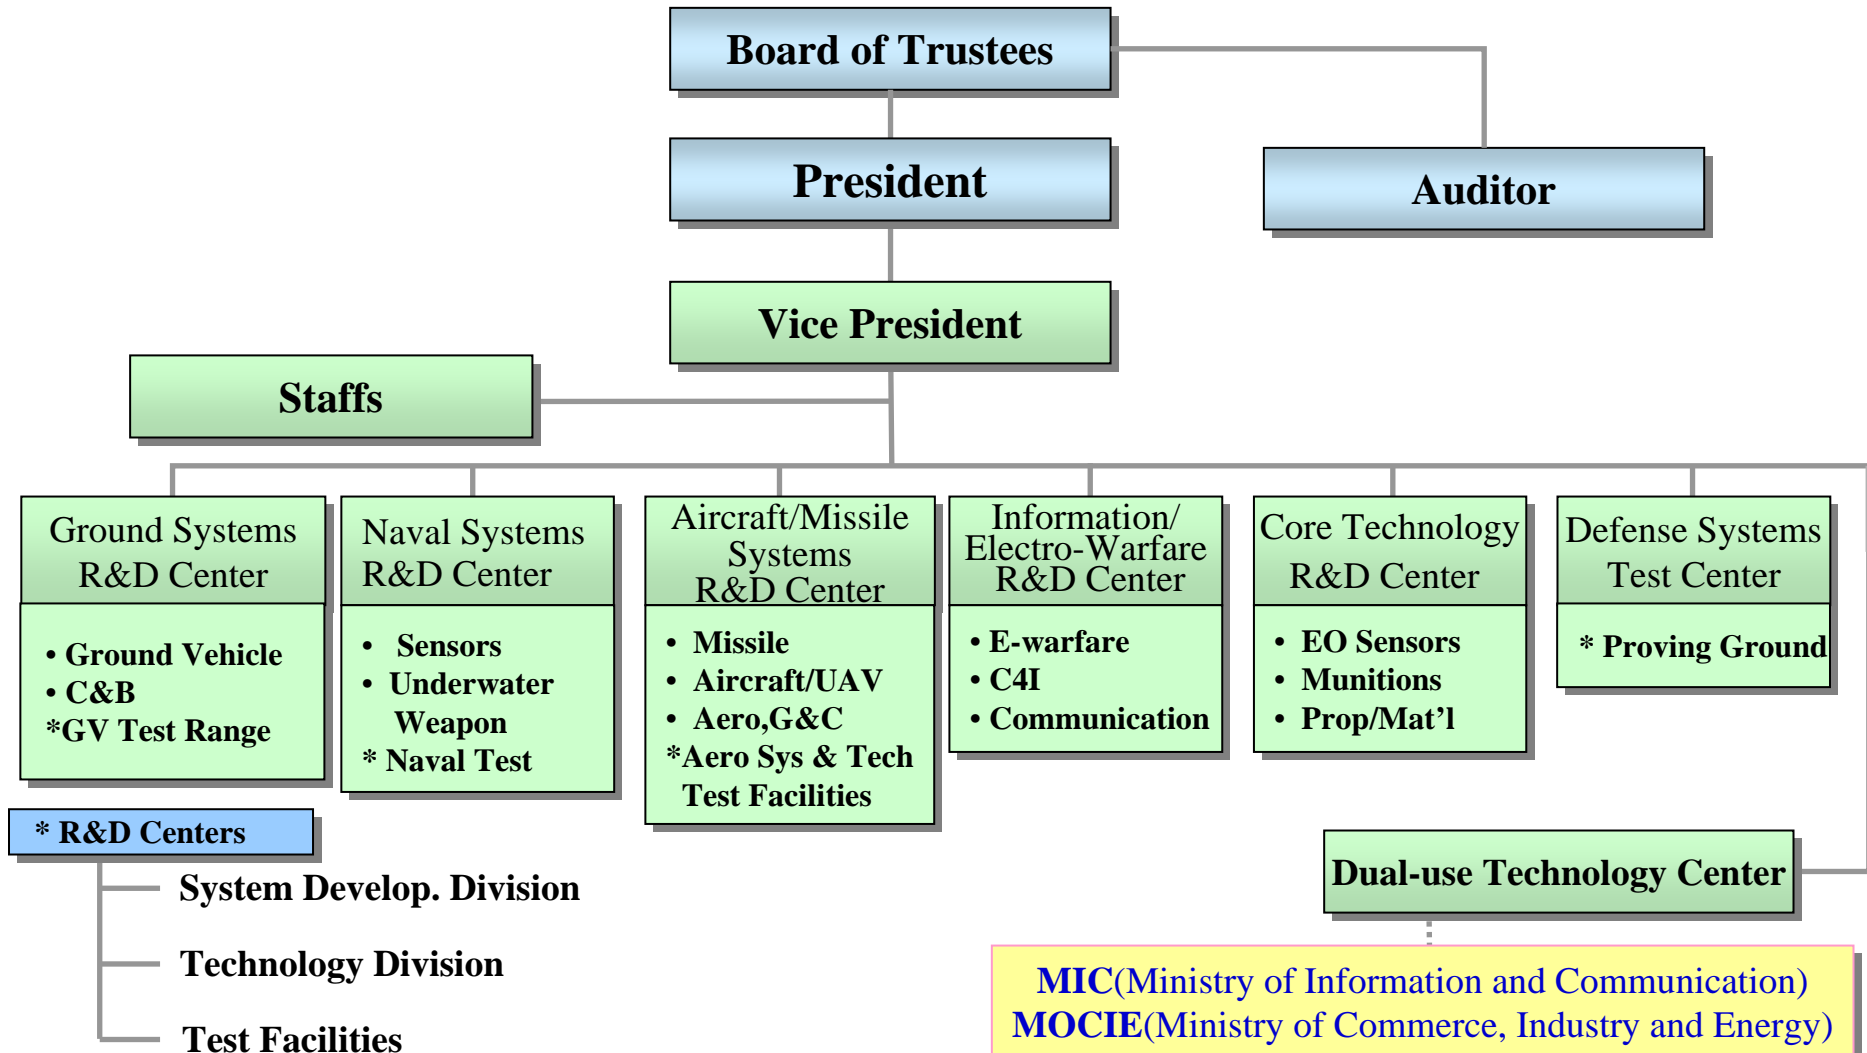 Board of Trustees
President
Auditor
Vice President
Staffs
Ground Systems
R&D Center
• Ground Vehicle
• C&B
*GV Test Range
Naval Systems
R&D Center
• Sensors
• Underwater
Weapon
* Naval Test
Aircraft/Missile
Systems
R&D Center
• Missile
• Aircraft/UAV
• Aero,G&C
*Aero Sys & Tech
Test Facilities
Information/
Electro-Warfare
R&D Center
• E-warfare
• C4I
• Communication
Core Technology
R&D Center
• EO Sensors
• Munitions
• Prop/Mat’l
Defense Systems
Test Center
* Proving Ground
* R&D Centers
System Develop. Division
Technology Division
Test Facilities
Dual-use Technology Center
MIC(Ministry of Information and Communication)
MOCIE(Ministry of Commerce, Industry and Energy)